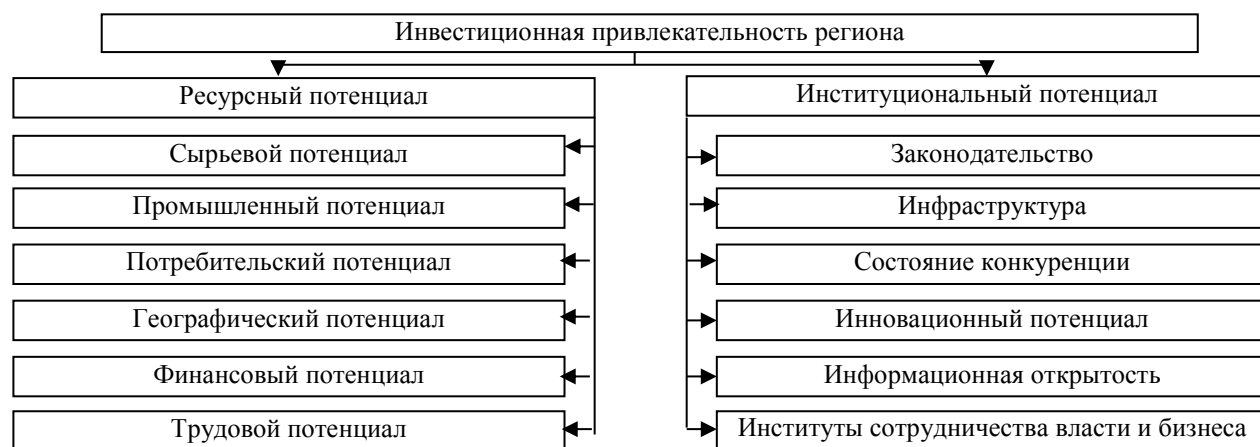 Инвестиционная привлекательность региона
Ресурсный потенциал
Институциональный потенциал
Сырьевой потенциал
Законодательство
Промышленный потенциал
Инфраструктура
Потребительский потенциал
Состояние конкуренции
Географический потенциал
Инновационный потенциал
Финансовый потенциал
Информационная открытость
Трудовой потенциал
Институты сотрудничества власти и бизнеса